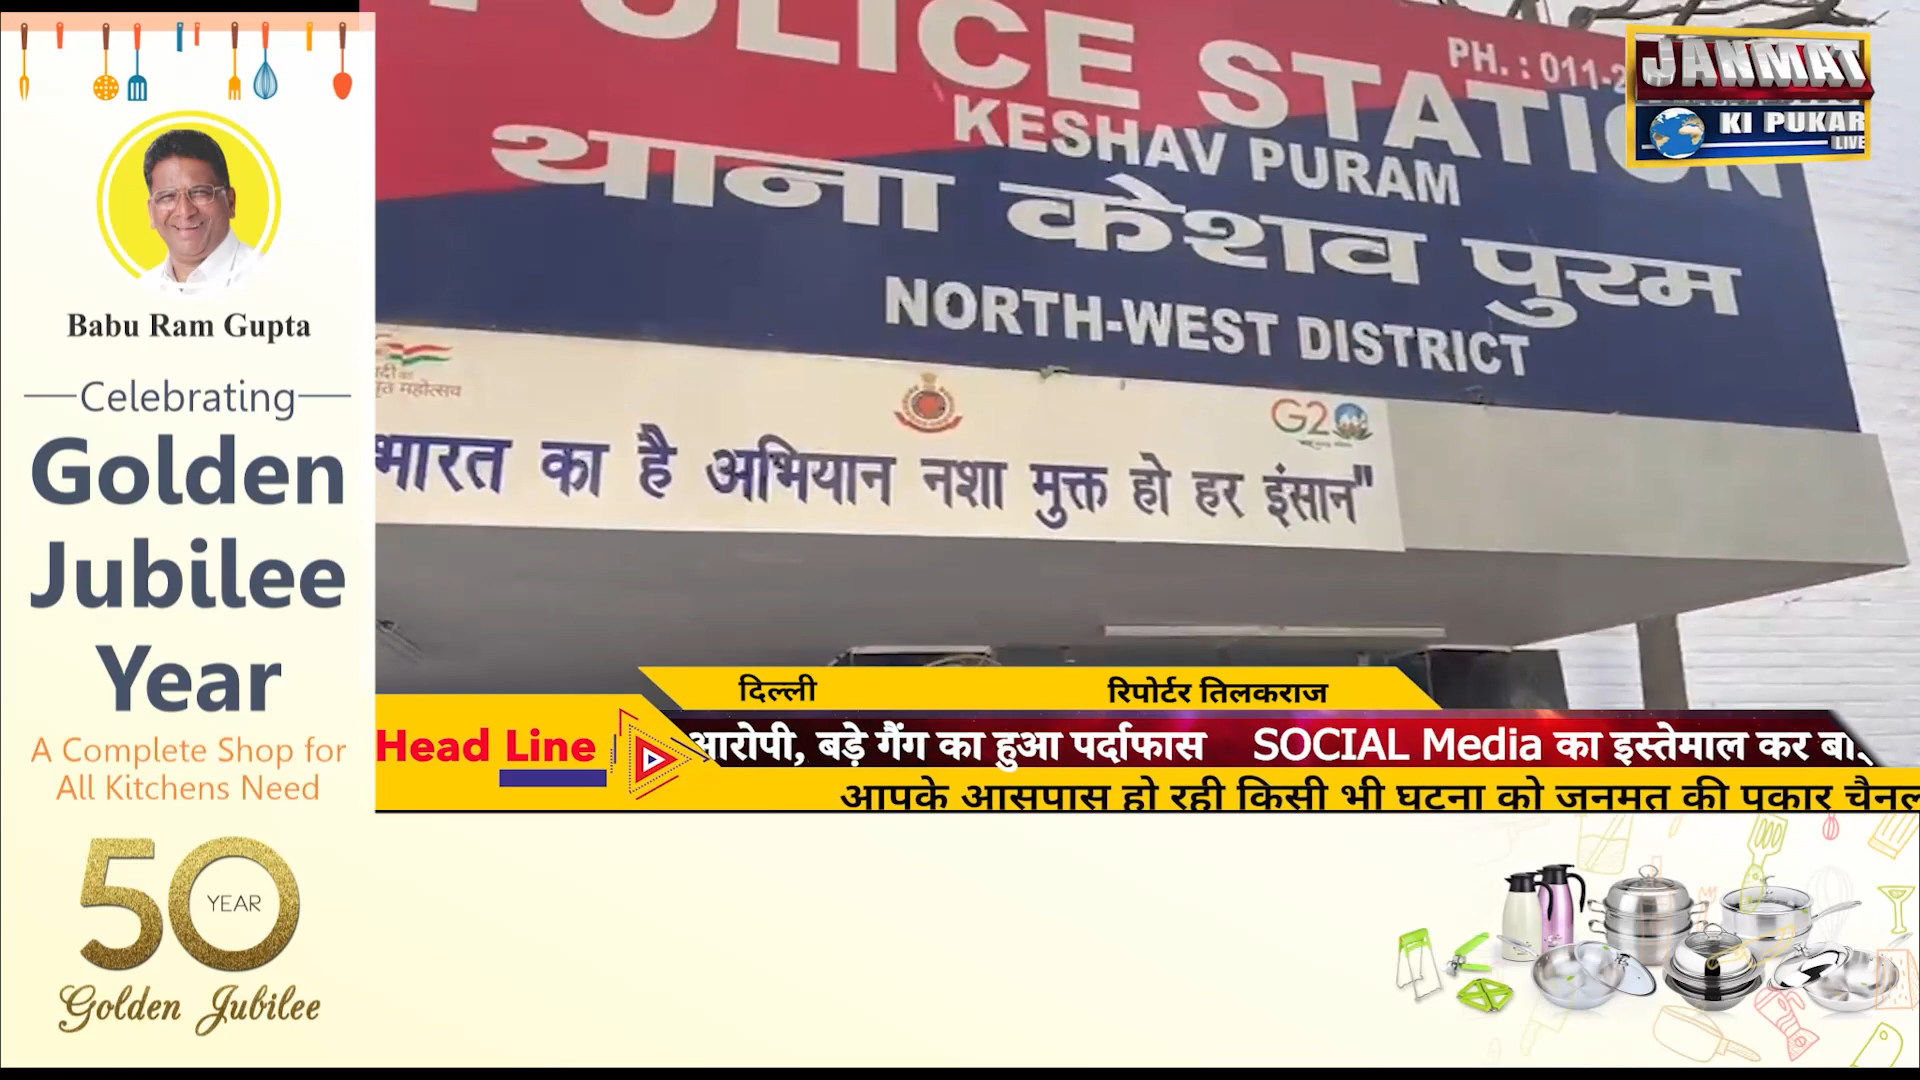 Babu Ram Gupta
Celebrating
Golden
Jubilee
Year
A Complete Shop for
All Kitchens Need
50
YEAR
Golden Jubilee
POLICE STATION
PH. : 011-2
KESHAV PURAM
थाना केशव पुरम
NORTH-WEST DISTRICT
महोत्सव
G20
भारत का है अभियान नशा मुक्त हो हर इंसान"
JANMAT
KI PUKAR
LIVE
दिल्ली
रिपोर्टर तिलकराज
Head Line
आरोपी, बड़े गैंग का हुआ पर्दाफास SOCIAL Media का इस्तेमाल कर
आपके आसपास हो रही किसी भी घटना को जनमत की पुकार चैनल